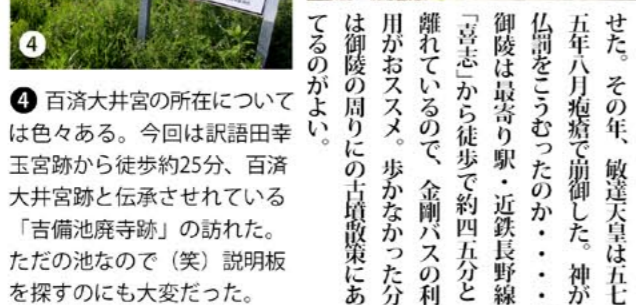 せた。その年、敏達天皇は五七
五年八月疱瘡で崩御した。神が
仏罰をこうむったのか・・・
御陵は最寄り駅・近鉄長野線
「喜志」から徒歩で約四五分と
離れているので、金剛バスの利
用がおススメ。歩かなかった分
は御陵の周りにの古墳散策にあ
てるのがよい。
4
❹ 百済大井宮の所在について
は色々ある。今回は訳語田幸
玉宮跡から徒歩約25分、百済
大井宮跡と伝承させれている
「吉備池廃寺跡」の訪れた。
ただの池なので（笑）説明板
を探すのにも大変だった。